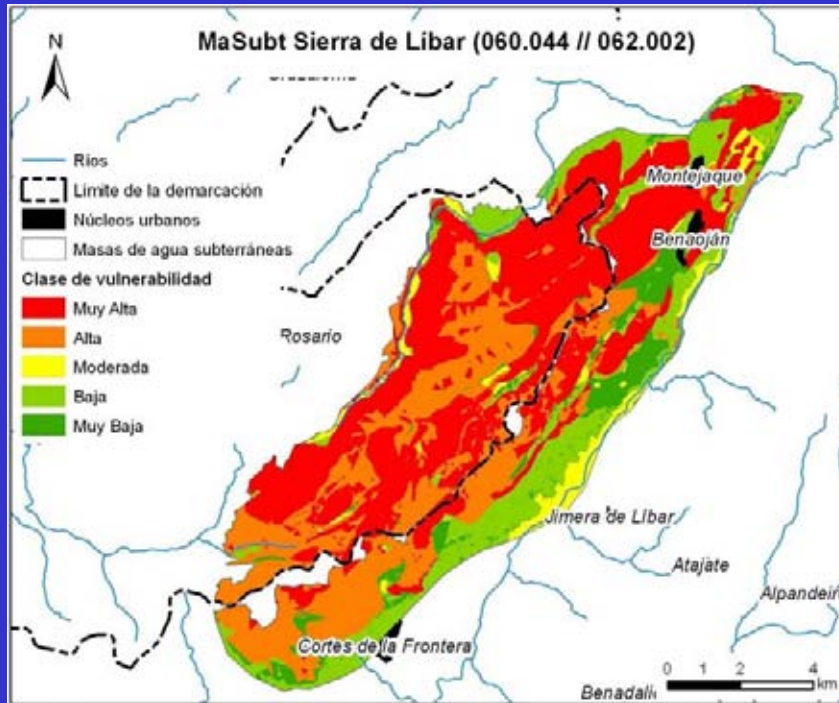 MaSubt Sierra de Líbar (060.044 // 062.002)
N
Ríos
Límite de la demarcación
Núcleos urbanos
Masas de agua subterráneas
Clase de vulnerabilidad
Muy Alta
Alta
Moderada
Baja
Muy Baja
Montejaque
Benaoján
Rosario
Jimera de Líbar
Atajate
Alpandeir
Cortes de la Frontera
Benadali
0 1 2 4
km